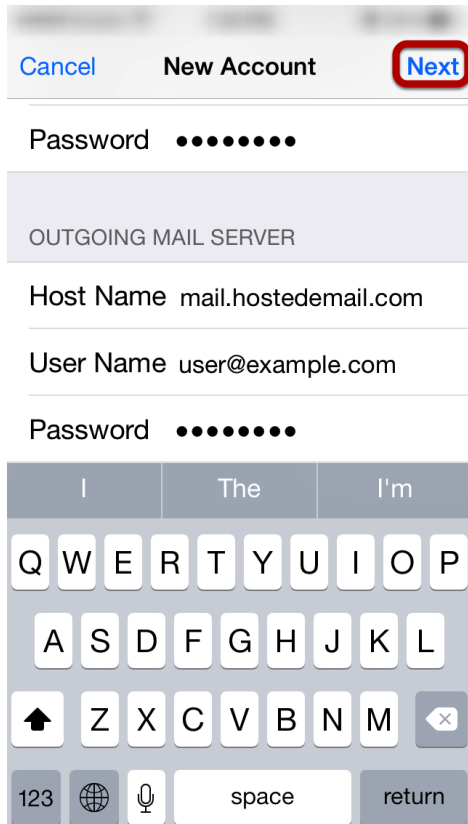 Cancel New Account Next
Password ••••••••
OUTGOING MAIL SERVER
Host Name mail.hostedemail.com
User Name user@example.com
Password ••••••••
I The I'm
Q W E R T Y U I O P
A S D F G H J K L
Z X C V B N M
123 space return